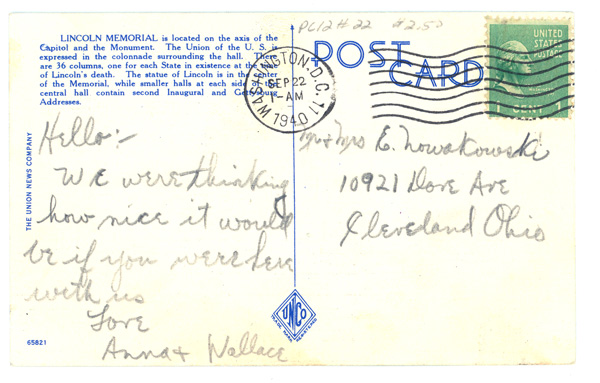 LINCOLN MEMORIAL is located on the axis of the
Capitol and the Monument. The Union of the U. S. is
expressed in the colonnade surrounding the hall. There
are 36 columns, one for each State in existence at the time
of Lincoln's death. The statue of Lincoln is in the center
of the Memorial, while smaller halls at each side of the
central hall contain second Inaugural and Gettysburg
Addresses.
PC12#22 #2.50
POST
CARD
WASHINGTON, D.C. 11
SEP 22
1-AM
1940
UNITED
STATES
POSTAGE
1 CENT 1
Hello:-
We were thinking
how nice it would
be if you were here
with us
Love
Anna + Wallace
Mr + Mrs E. Nowakowski
10921 Dove Ave
Cleveland Ohio
THE UNION NEWS COMPANY
UNCO
TRADE MARK REGISTERED
65821